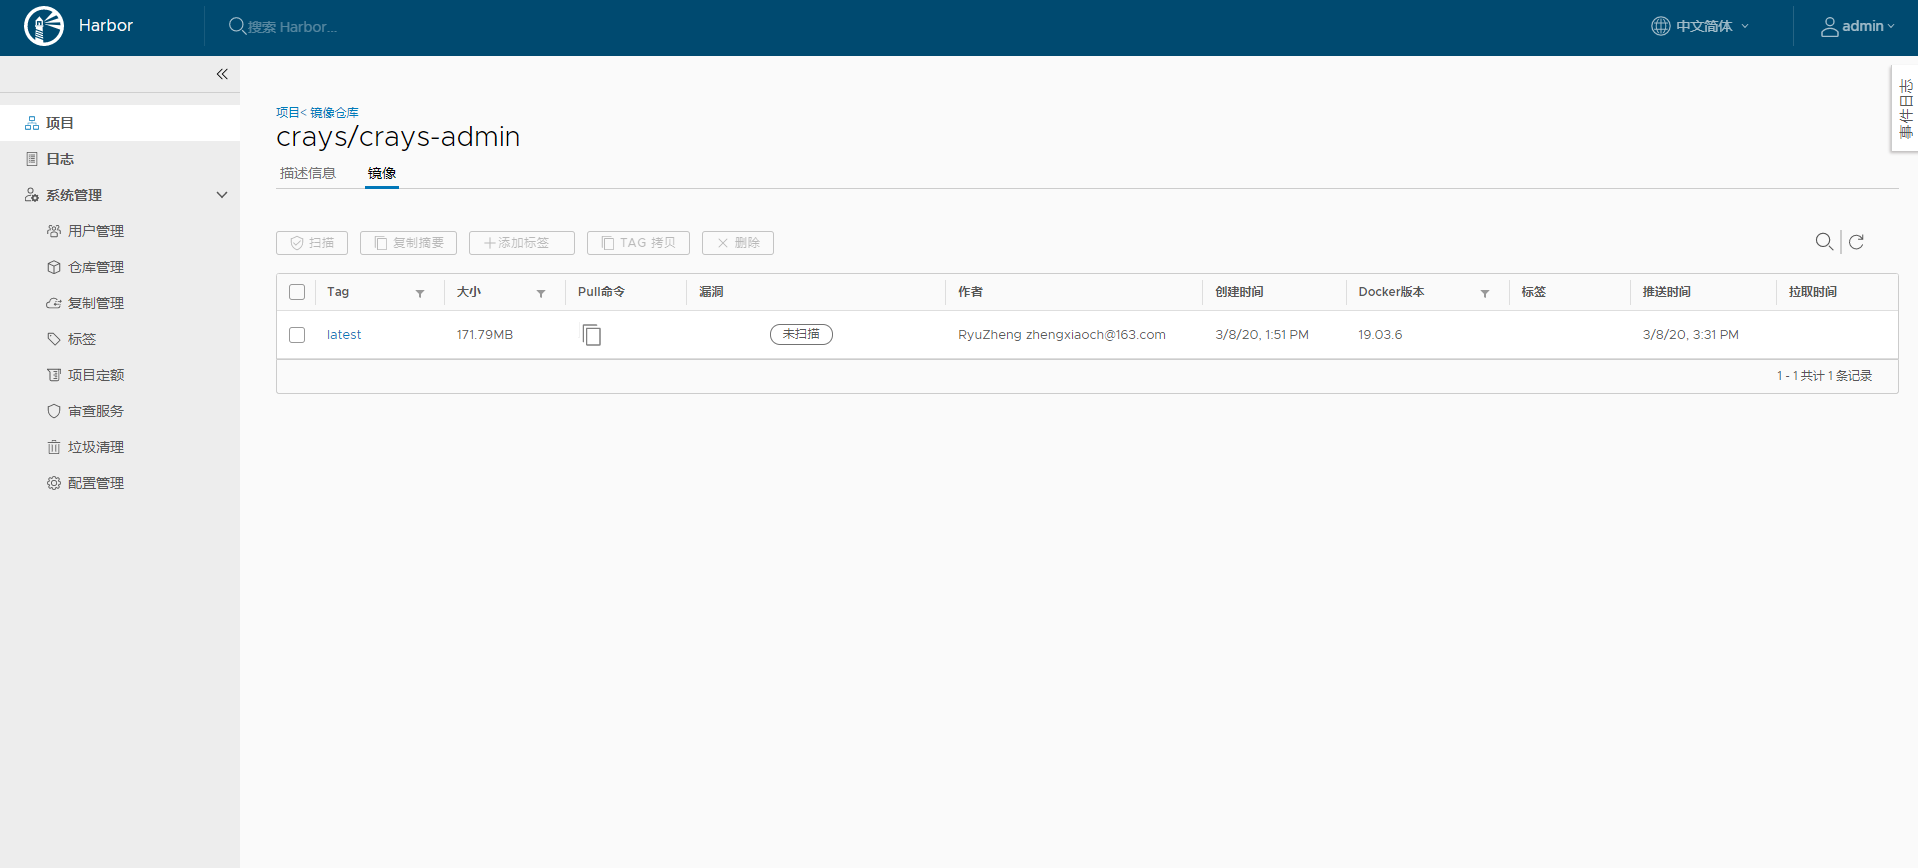 Harbor
搜索 Harbor...
中文简体
admin
事件日志
项目
日志
系统管理
用户管理
仓库管理
复制管理
标签
项目定额
审查服务
垃圾清理
配置管理
项目< 镜像仓库
crays/crays-admin
描述信息 镜像
扫描 复制摘要 添加标签 TAG 拷贝 删除
Tag 大小 Pull命令 漏洞 作者 创建时间 Docker版本 标签 推送时间 拉取时间
latest 171.79MB 未扫描 RyuZheng zhengxiaoch@163.com 3/8/20, 1:51 PM 19.03.6 3/8/20, 3:31 PM
1 - 1 共计 1 条记录